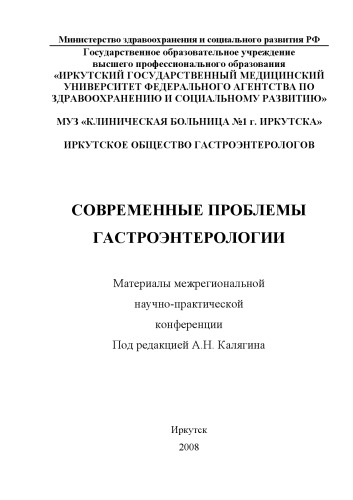 Министерство здравоохранения и социального развития РФ
Государственное образовательное учреждение
высшего профессионального образования
«ИРКУТСКИЙ ГОСУДАРСТВЕННЫЙ МЕДИЦИНСКИЙ
УНИВЕРСИТЕТ ФЕДЕРАЛЬНОГО АГЕНТСТВА ПО
ЗДРАВООХРАНЕНИЮ И СОЦИАЛЬНОМУ РАЗВИТИЮ»
МУЗ «КЛИНИЧЕСКАЯ БОЛЬНИЦА №1 г. ИРКУТСКА»
ИРКУТСКОЕ ОБЩЕСТВО ГАСТРОЭНТЕРОЛОГОВ
СОВРЕМЕННЫЕ ПРОБЛЕМЫ
ГАСТРОЭНТЕРОЛОГИИ
Материалы межрегиональной
научно-практической
конференции
Под редакцией А.Н. Калягина
Иркутск
2008